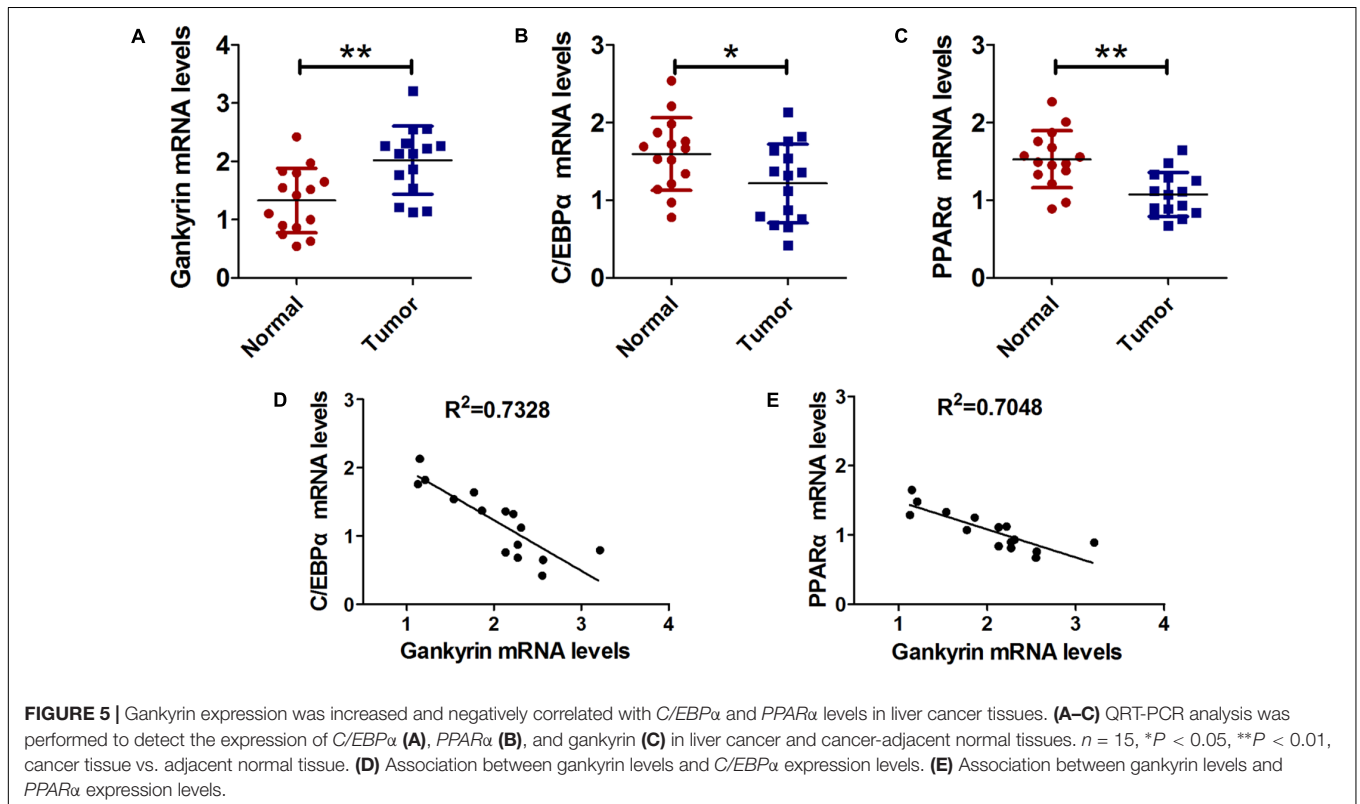 A
Gankyrin mRNA levels
4
3
2
1
0
**
Normal
Tumor
B
C/EBPα mRNA levels
3
2
1
0
*
Normal
Tumor
C
PPARα mRNA levels
3
2
1
0
**
Normal
Tumor
D
C/EBPα mRNA levels
3
2
1
0
R²=0.7328
1 2 3 4
Gankyrin mRNA levels
E
PPARα mRNA levels
3
2
1
0
R²=0.7048
1 2 3 4
Gankyrin mRNA levels
FIGURE 5 | Gankyrin expression was increased and negatively correlated with C/EBPα and PPARα levels in liver cancer tissues. (A–C) QRT-PCR analysis was
performed to detect the expression of C/EBPα (A), PPARα (B), and gankyrin (C) in liver cancer and cancer-adjacent normal tissues. n = 15, *P < 0.05, **P < 0.01,
cancer tissue vs. adjacent normal tissue. (D) Association between gankyrin levels and C/EBPα expression levels. (E) Association between gankyrin levels and
PPARα expression levels.